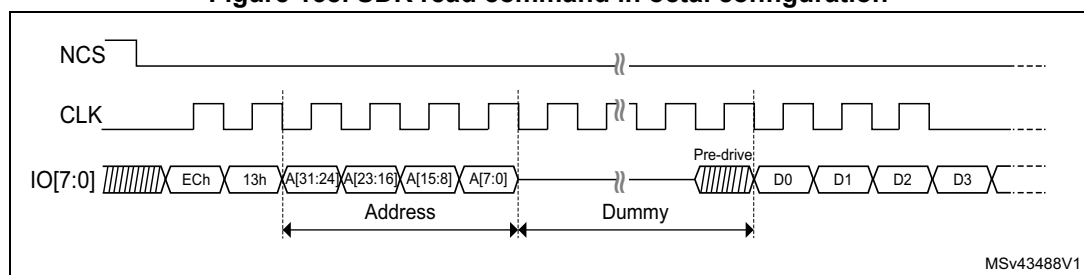 Figure 168. SDR read command in octal configuration
NCS
CLK
Pre-drive
IO[7:0] ECh 13h A[31:24] A[23:16] A[15:8] A[7:0] D0 D1 D2 D3
Address Dummy
MSv43488V1